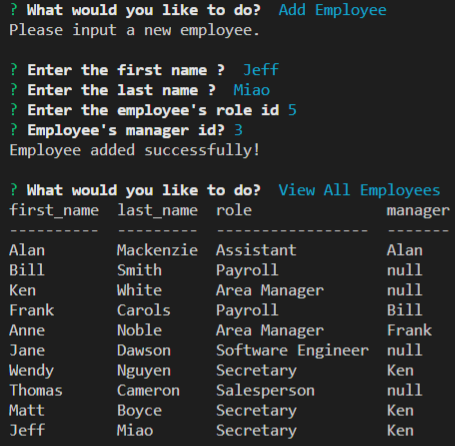 ? What would you like to do?  Add Employee
Please input a new employee.
? Enter the first name ?  Jeff
? Enter the last name ?  Miao
? Enter the employee's role id 5
? Employee's manager id? 3
Employee added successfully!
? What would you like to do?  View All Employees
first_name  last_name  role               manager
----------  ---------  -----------------  -------
Alan        Mackenzie  Assistant          Alan
Bill        Smith      Payroll            null
Ken         White      Area Manager       null
Frank       Carols     Payroll            Bill
Anne        Noble      Area Manager       Frank
Jane        Dawson     Software Engineer  null
Wendy       Nguyen     Secretary          Ken
Thomas      Cameron    Salesperson        null
Matt        Boyce      Secretary          Ken
Jeff        Miao       Secretary          Ken